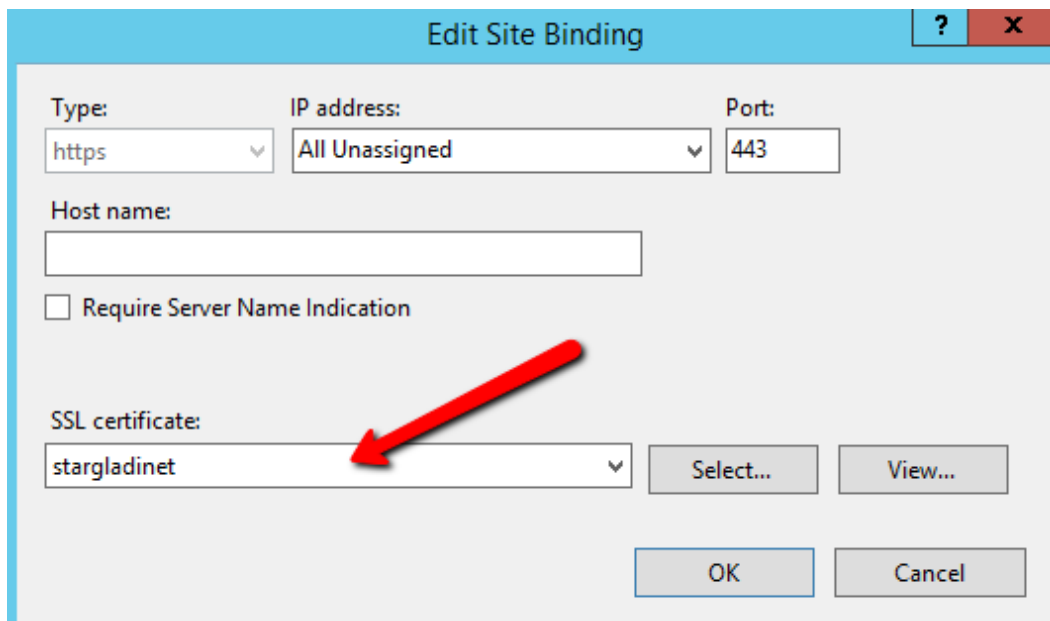 Edit Site Binding
? x
Type: IP address: Port:
https All Unassigned 443
Host name:
Require Server Name Indication
SSL certificate:
stargladinet Select... View...
OK Cancel